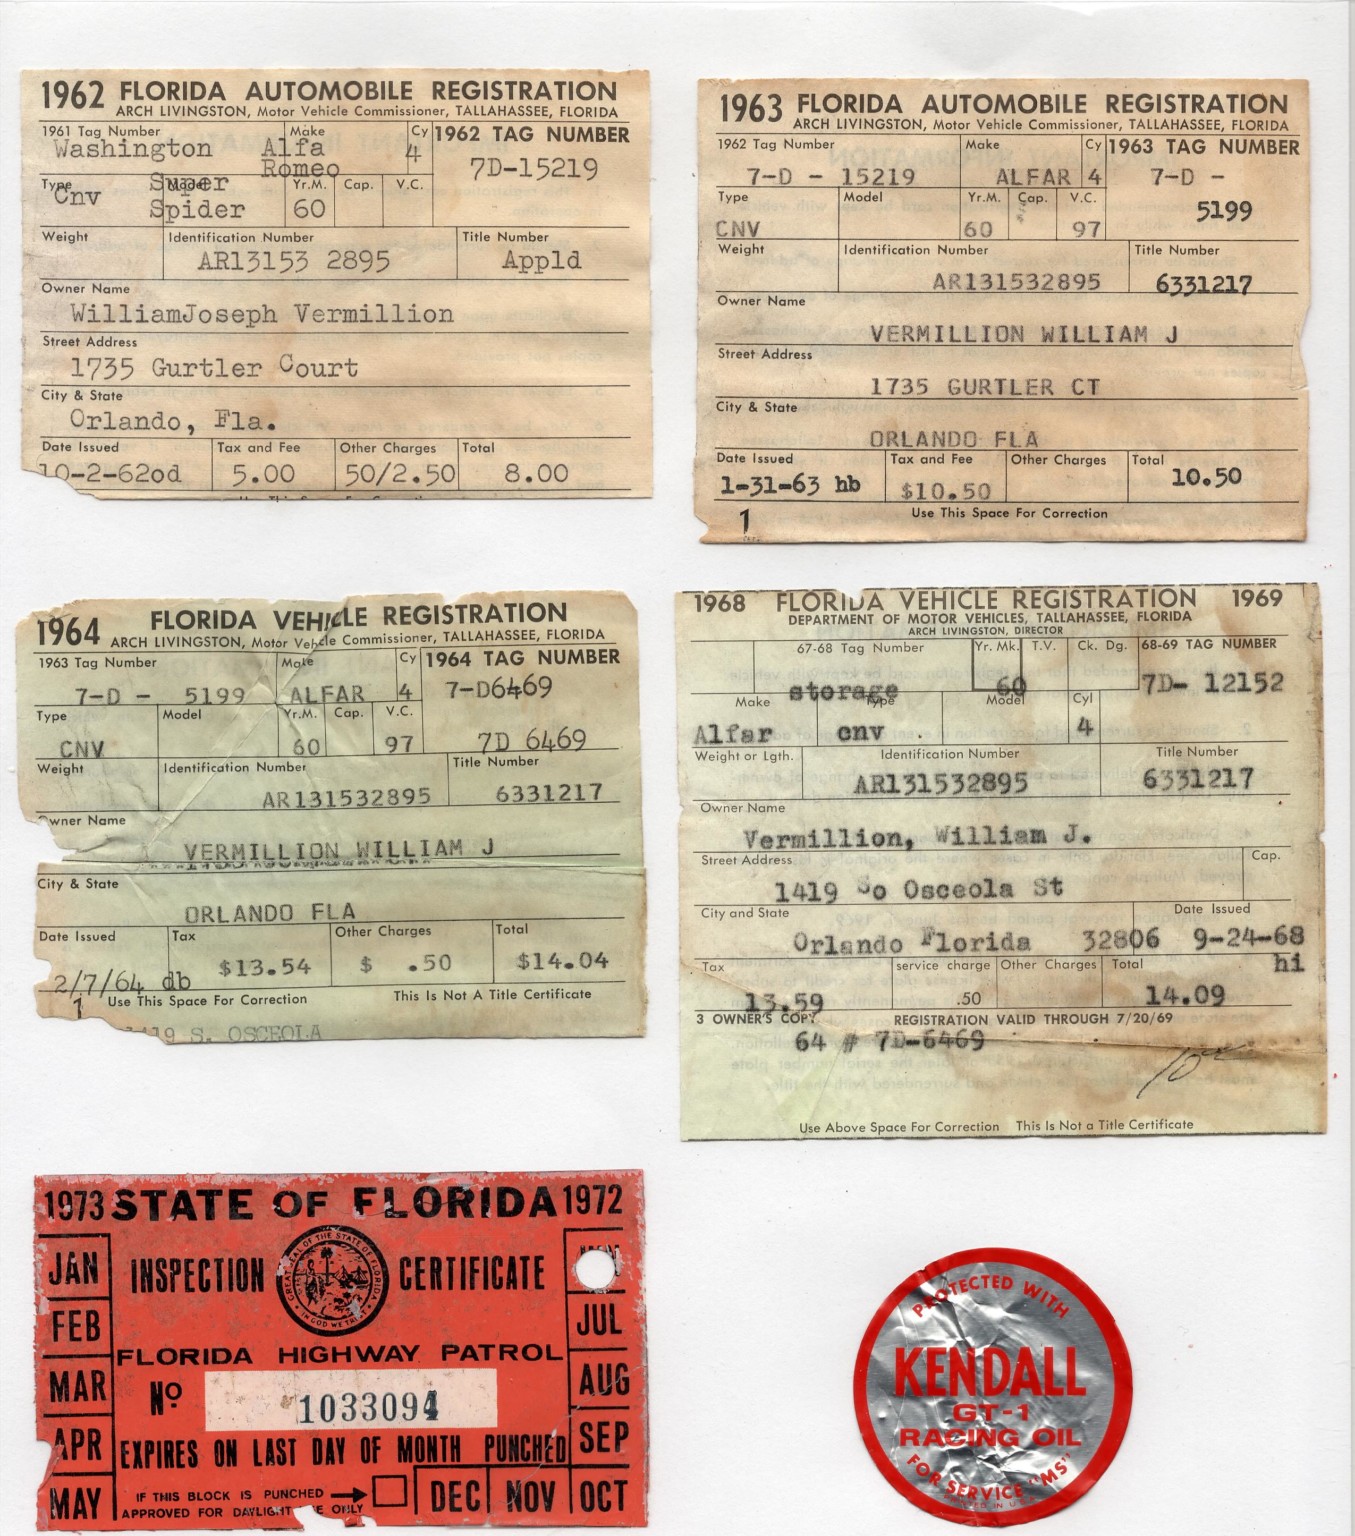 1962 FLORIDA AUTOMOBILE REGISTRATION
ARCH LIVINGSTON, Motor Vehicle Commissioner, TALLAHASSEE, FLORIDA
1961 Tag Number Make Cy 1962 TAG NUMBER
Washington Alfa Romeo 4 7D-15219
Type Model Yr.M. Cap. V.C.
Cnv Super Spider 60
Weight Identification Number Title Number
AR13153 2895 Appld
Owner Name
WilliamJoseph Vermillion
Street Address
1735 Gurtler Court
City & State
Orlando, Fla.
Date Issued Tax and Fee Other Charges Total
10-2-62od 5.00 50/2.50 8.00
1963 FLORIDA AUTOMOBILE REGISTRATION
ARCH LIVINGSTON, Motor Vehicle Commissioner, TALLAHASSEE, FLORIDA
1962 Tag Number Make Cy 1963 TAG NUMBER
7-D - 15219 ALFAR 4 7-D -
Type Model Yr.M. Cap. V.C.
5199
CNV 60 97
Weight Identification Number Title Number
AR131532895 6331217
Owner Name
VERMILLION WILLIAM J
Street Address
1735 GURTLER CT
City & State
ORLANDO FLA
Date Issued Tax and Fee Other Charges Total
1-31-63 hb $10.50 10.50
1 Use This Space For Correction
1964 FLORIDA VEHICLE REGISTRATION
ARCH LIVINGSTON, Motor Vehicle Commissioner, TALLAHASSEE, FLORIDA
1963 Tag Number Make Cy 1964 TAG NUMBER
7-D - 5199 ALFAR 4 7-D6469
Type Model Yr.M. Cap. V.C.
CNV 60 97 7D 6469
Weight Identification Number Title Number
AR131532895 6331217
Owner Name
VERMILLION WILLIAM J
City & State
ORLANDO FLA
Date Issued Tax Other Charges Total
2/7/64 db $13.54 $ .50 $14.04
1 Use This Space For Correction This Is Not A Title Certificate
S. OSCEOLA
1968 FLORIDA VEHICLE REGISTRATION 1969
DEPARTMENT OF MOTOR VEHICLES, TALLAHASSEE, FLORIDA
ARCH LIVINGSTON, DIRECTOR
67-68 Tag Number Yr. Mk. T.V. Ck. Dg. 68-69 TAG NUMBER
storage 60 7D- 12152
Make Type Model Cyl
Alfar cnv . 4
Weight or Lgth. Identification Number Title Number
AR131532895 6331217
Owner Name
Vermillion, William J.
Street Address Cap.
1419 So Osceola St
City and State Date Issued
Orlando Florida 32806 9-24-68
hi
Tax service charge Other Charges Total
13.59 .50 14.09
3 OWNER'S COPY REGISTRATION VALID THROUGH 7/20/69
64 # 7D-6469
Use Above Space For Correction This Is Not a Title Certificate
1973 STATE OF FLORIDA 1972
INSPECTION CERTIFICATE
GREAT SEAL OF THE STATE OF FLORIDA
IN GOD WE TRUST
JAN
FEB JUL
FLORIDA HIGHWAY PATROL
MAR No 1033094 AUG
APR EXPIRES ON LAST DAY OF MONTH PUNCHED SEP
MAY IF THIS BLOCK IS PUNCHED DEC NOV OCT
APPROVED FOR DAYLIGHT ONLY
PROTECTED WITH
KENDALL
GT-1
RACING OIL
FOR SERVICE "MS"